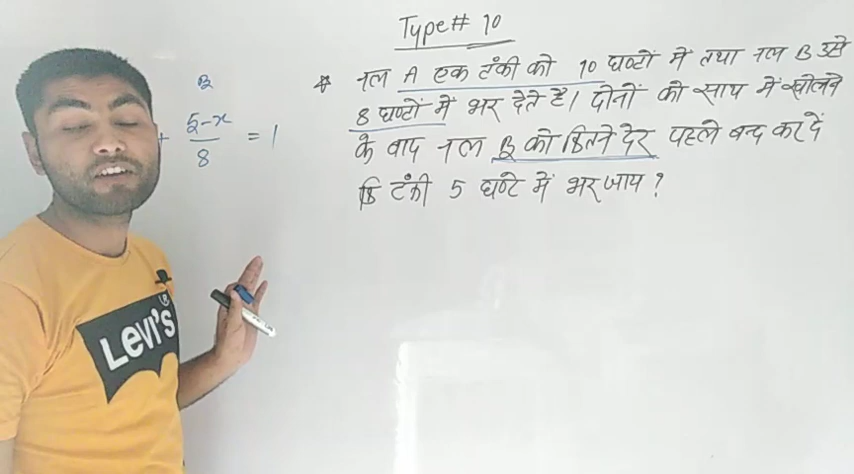 Type# 10
* नल A एक टंकी को 10 घण्टों में तथा नल B उसे
8 घण्टों में भर देते है। दोनों को साथ में खोलने
के बाद नल B को कितने देर पहले बन्द कर दें
कि टंकी 5 घण्टे में भर जाय ?
B
+ 5-x/8 = 1
LEVI'S